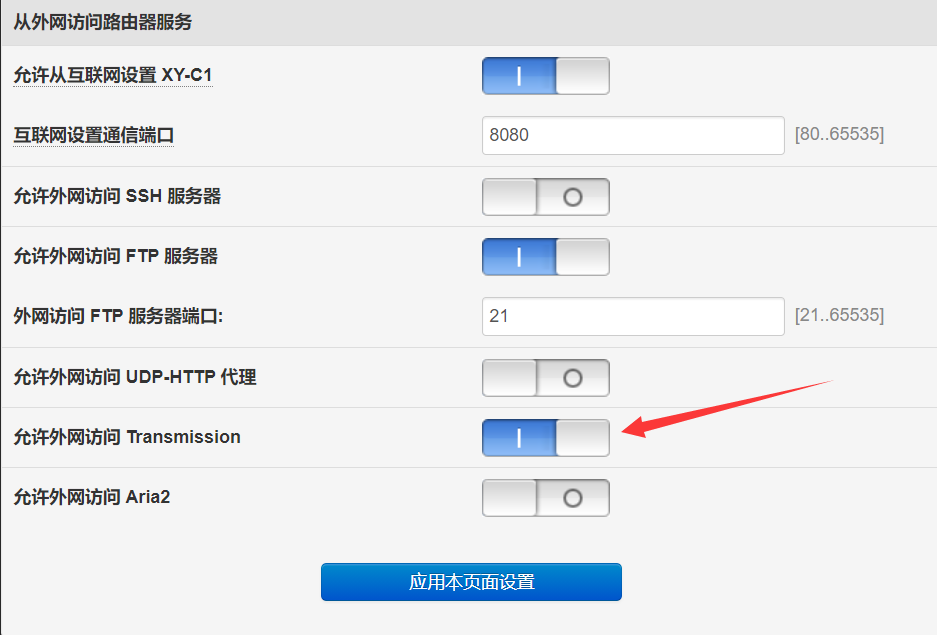 从外网访问路由器服务
允许从互联网设置 XY-C1
互联网设置通信端口 8080 [80..65535]
允许外网访问 SSH 服务器
允许外网访问 FTP 服务器
外网访问 FTP 服务器端口: 21 [21..65535]
允许外网访问 UDP-HTTP 代理
允许外网访问 Transmission
允许外网访问 Aria2
应用本页面设置